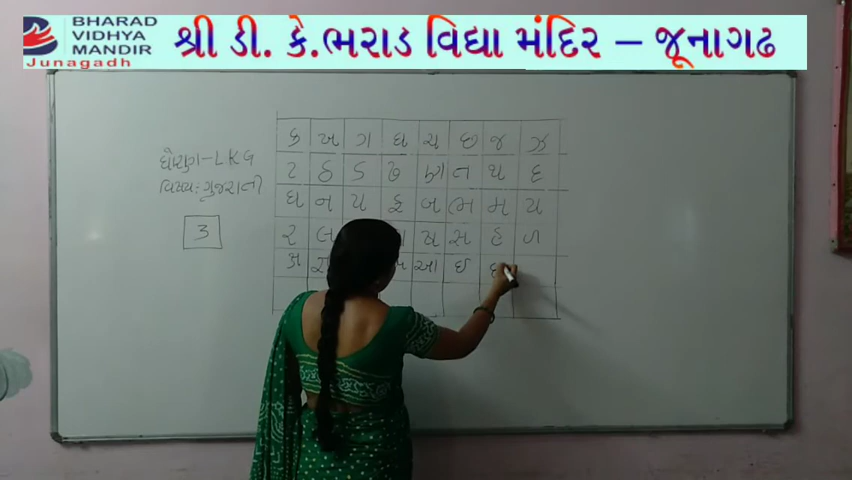 BHARAD
VIDHYA
MANDIR
Junagadh
શ્રી ડી. કે.ભરાડ વિદ્યા મંદિર – જૂનાગઢ
ધોરણ-LKG
વિષય:ગુજરાતી
3
ક ખ ગ ઘ ચ છ જ ઝ
ટ ઠ ડ ઢ ણ ત થ દ
ધ ન પ ફ બ ભ મ ય
ર લ ષ સ હ ળ
ક્ષ આ ઇ